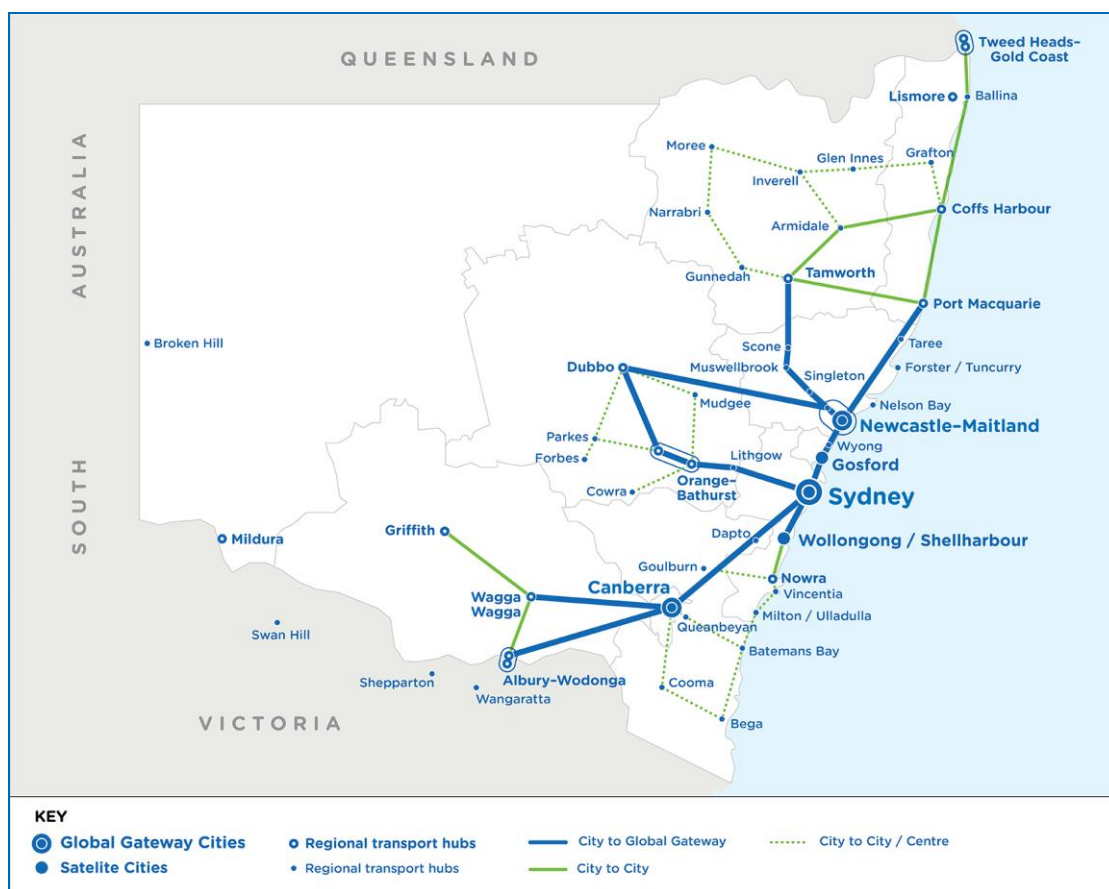 QUEENSLAND
Tweed Heads–
Gold Coast
Lismore
Ballina
Moree
Glen Innes
Grafton
Inverell
Narrabri
Coffs Harbour
Armidale
AUSTRALIA
Gunnedah
Tamworth
Port Macquarie
Broken Hill
Scone
Taree
Dubbo
Muswellbrook
Forster / Tuncurry
Singleton
Mudgee
Nelson Bay
Newcastle–Maitland
Parkes
Wyong
Forbes
Lithgow
Gosford
Orange–
Bathurst
Cowra
Sydney
SOUTH
Griffith
Dapto
Mildura
Wollongong / Shellharbour
Goulburn
Canberra
Nowra
Wagga
Wagga
Vincentia
Queanbeyan
Milton / Ulladulla
Swan Hill
Batemans Bay
Shepparton
Albury–Wodonga
Cooma
Wangaratta
VICTORIA
Bega
KEY
Global Gateway Cities
Regional transport hubs
City to Global Gateway
City to City / Centre
Satelite Cities
Regional transport hubs
City to City